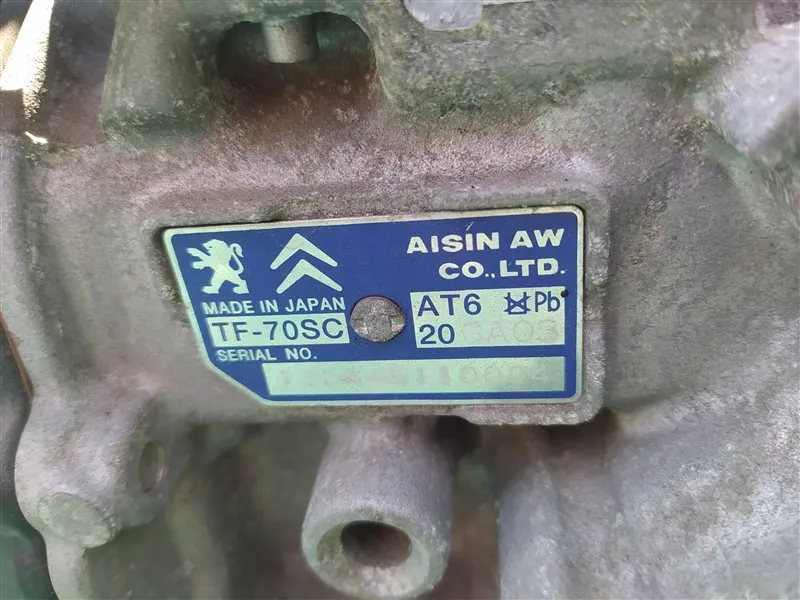 AISIN AW
CO.,LTD.
MADE IN JAPAN
TF-70SC
AT6 Pb
20
SERIAL NO.